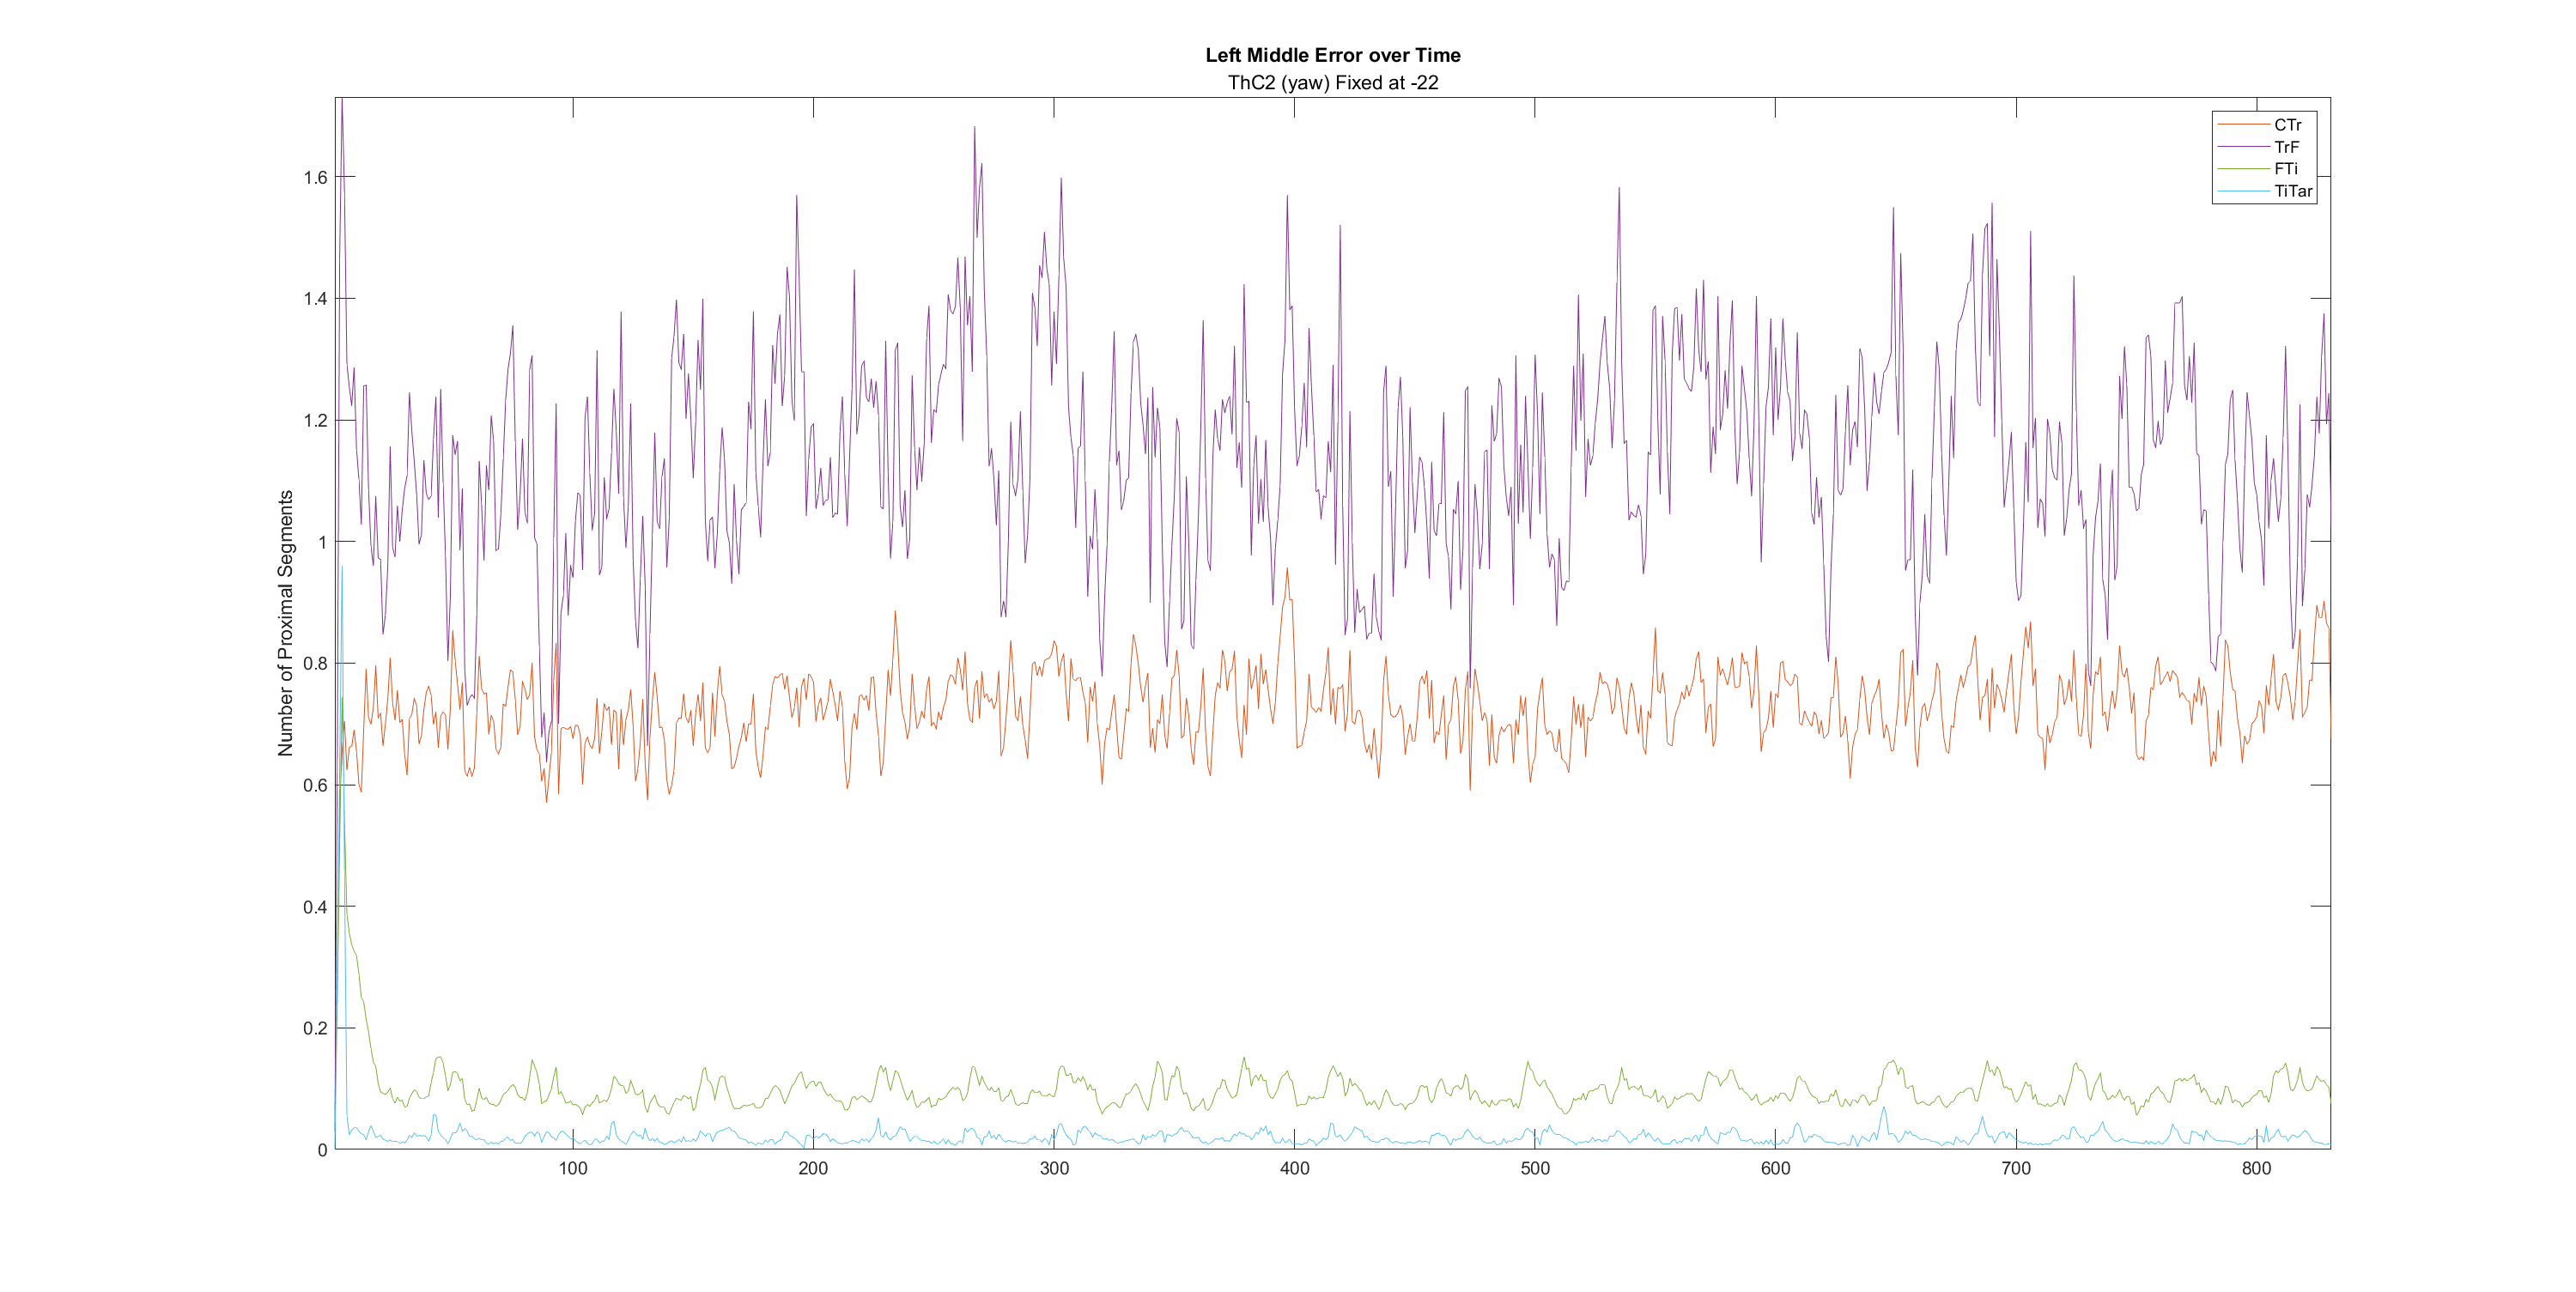 Left Middle Error over Time
ThC2 (yaw) Fixed at -22
CTr
TrF
FTi
TiTar
Number of Proximal Segments
1.6
1.4
1.2
1
0.8
0.6
0.4
0.2
0
100 200 300 400 500 600 700 800